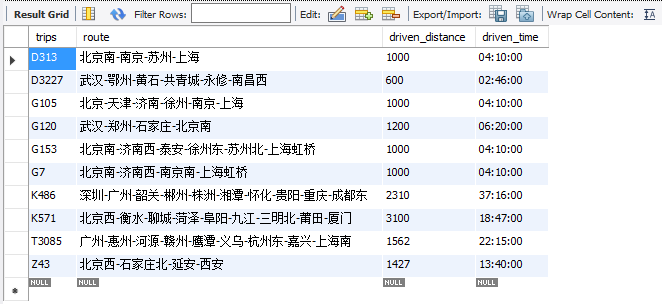 Result Grid Filter Rows: Edit: Export/Import: Wrap Cell Content:
trips route driven_distance driven_time
D313 北京南-南京-苏州-上海 1000 04:10:00
D3227 武汉-鄂州-黄石-共青城-永修-南昌西 600 02:46:00
G105 北京-天津-济南-徐州-南京-上海 1000 04:10:00
G120 武汉-郑州-石家庄-北京南 1200 06:20:00
G153 北京南-济南西-泰安-徐州东-苏州北-上海虹桥 1000 04:10:00
G7 北京南-济南西-南京南-上海虹桥 1000 04:10:00
K486 深圳-广州-韶关-郴州-株洲-湘潭-怀化-贵阳-重庆-成都东 2310 37:16:00
K571 北京西-衡水-聊城-菏泽-阜阳-九江-三明北-莆田-厦门 3100 18:47:00
T3085 广州-惠州-河源-赣州-鹰潭-义乌-杭州东-嘉兴-上海南 1562 22:15:00
Z43 北京西-石家庄北-延安-西安 1427 13:40:00
NULL NULL NULL NULL